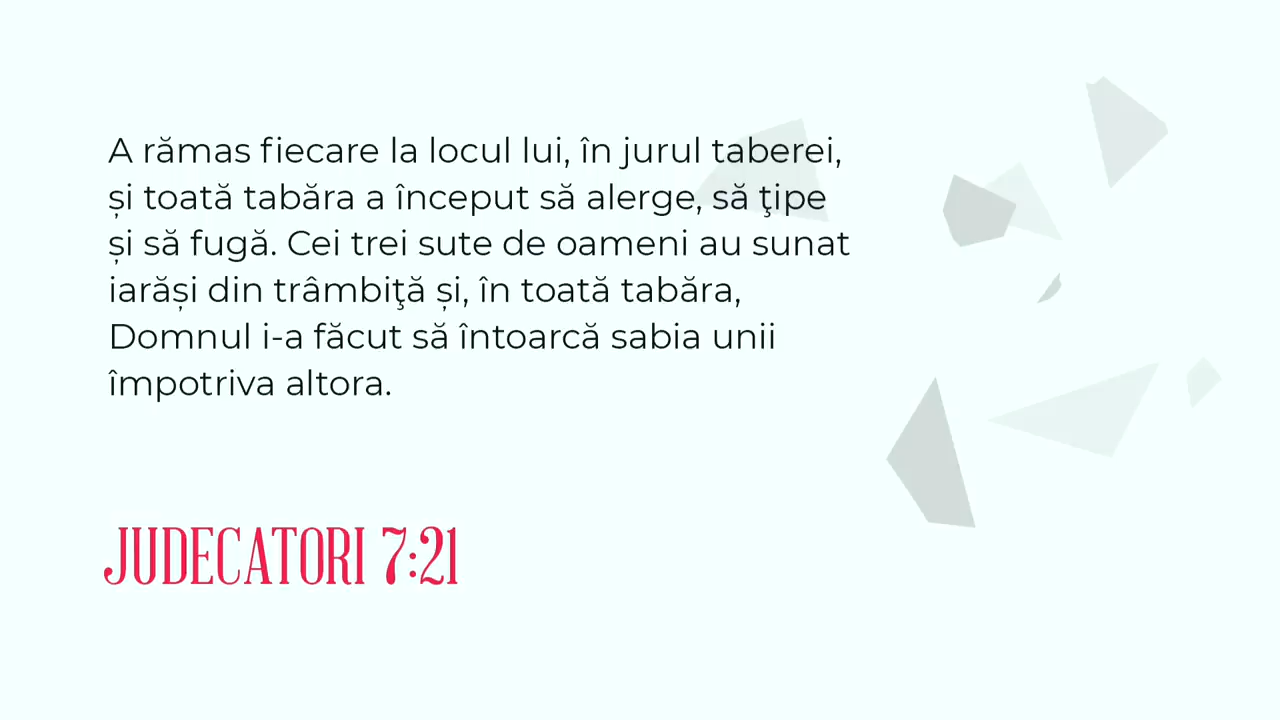 A rămas fiecare la locul lui, în jurul taberei,
și toată tabăra a început să alerge, să ţipe
și să fugă. Cei trei sute de oameni au sunat
iarăși din trâmbiţă și, în toată tabăra,
Domnul i-a făcut să întoarcă sabia unii
împotriva altora.
JUDECATORI 7:21